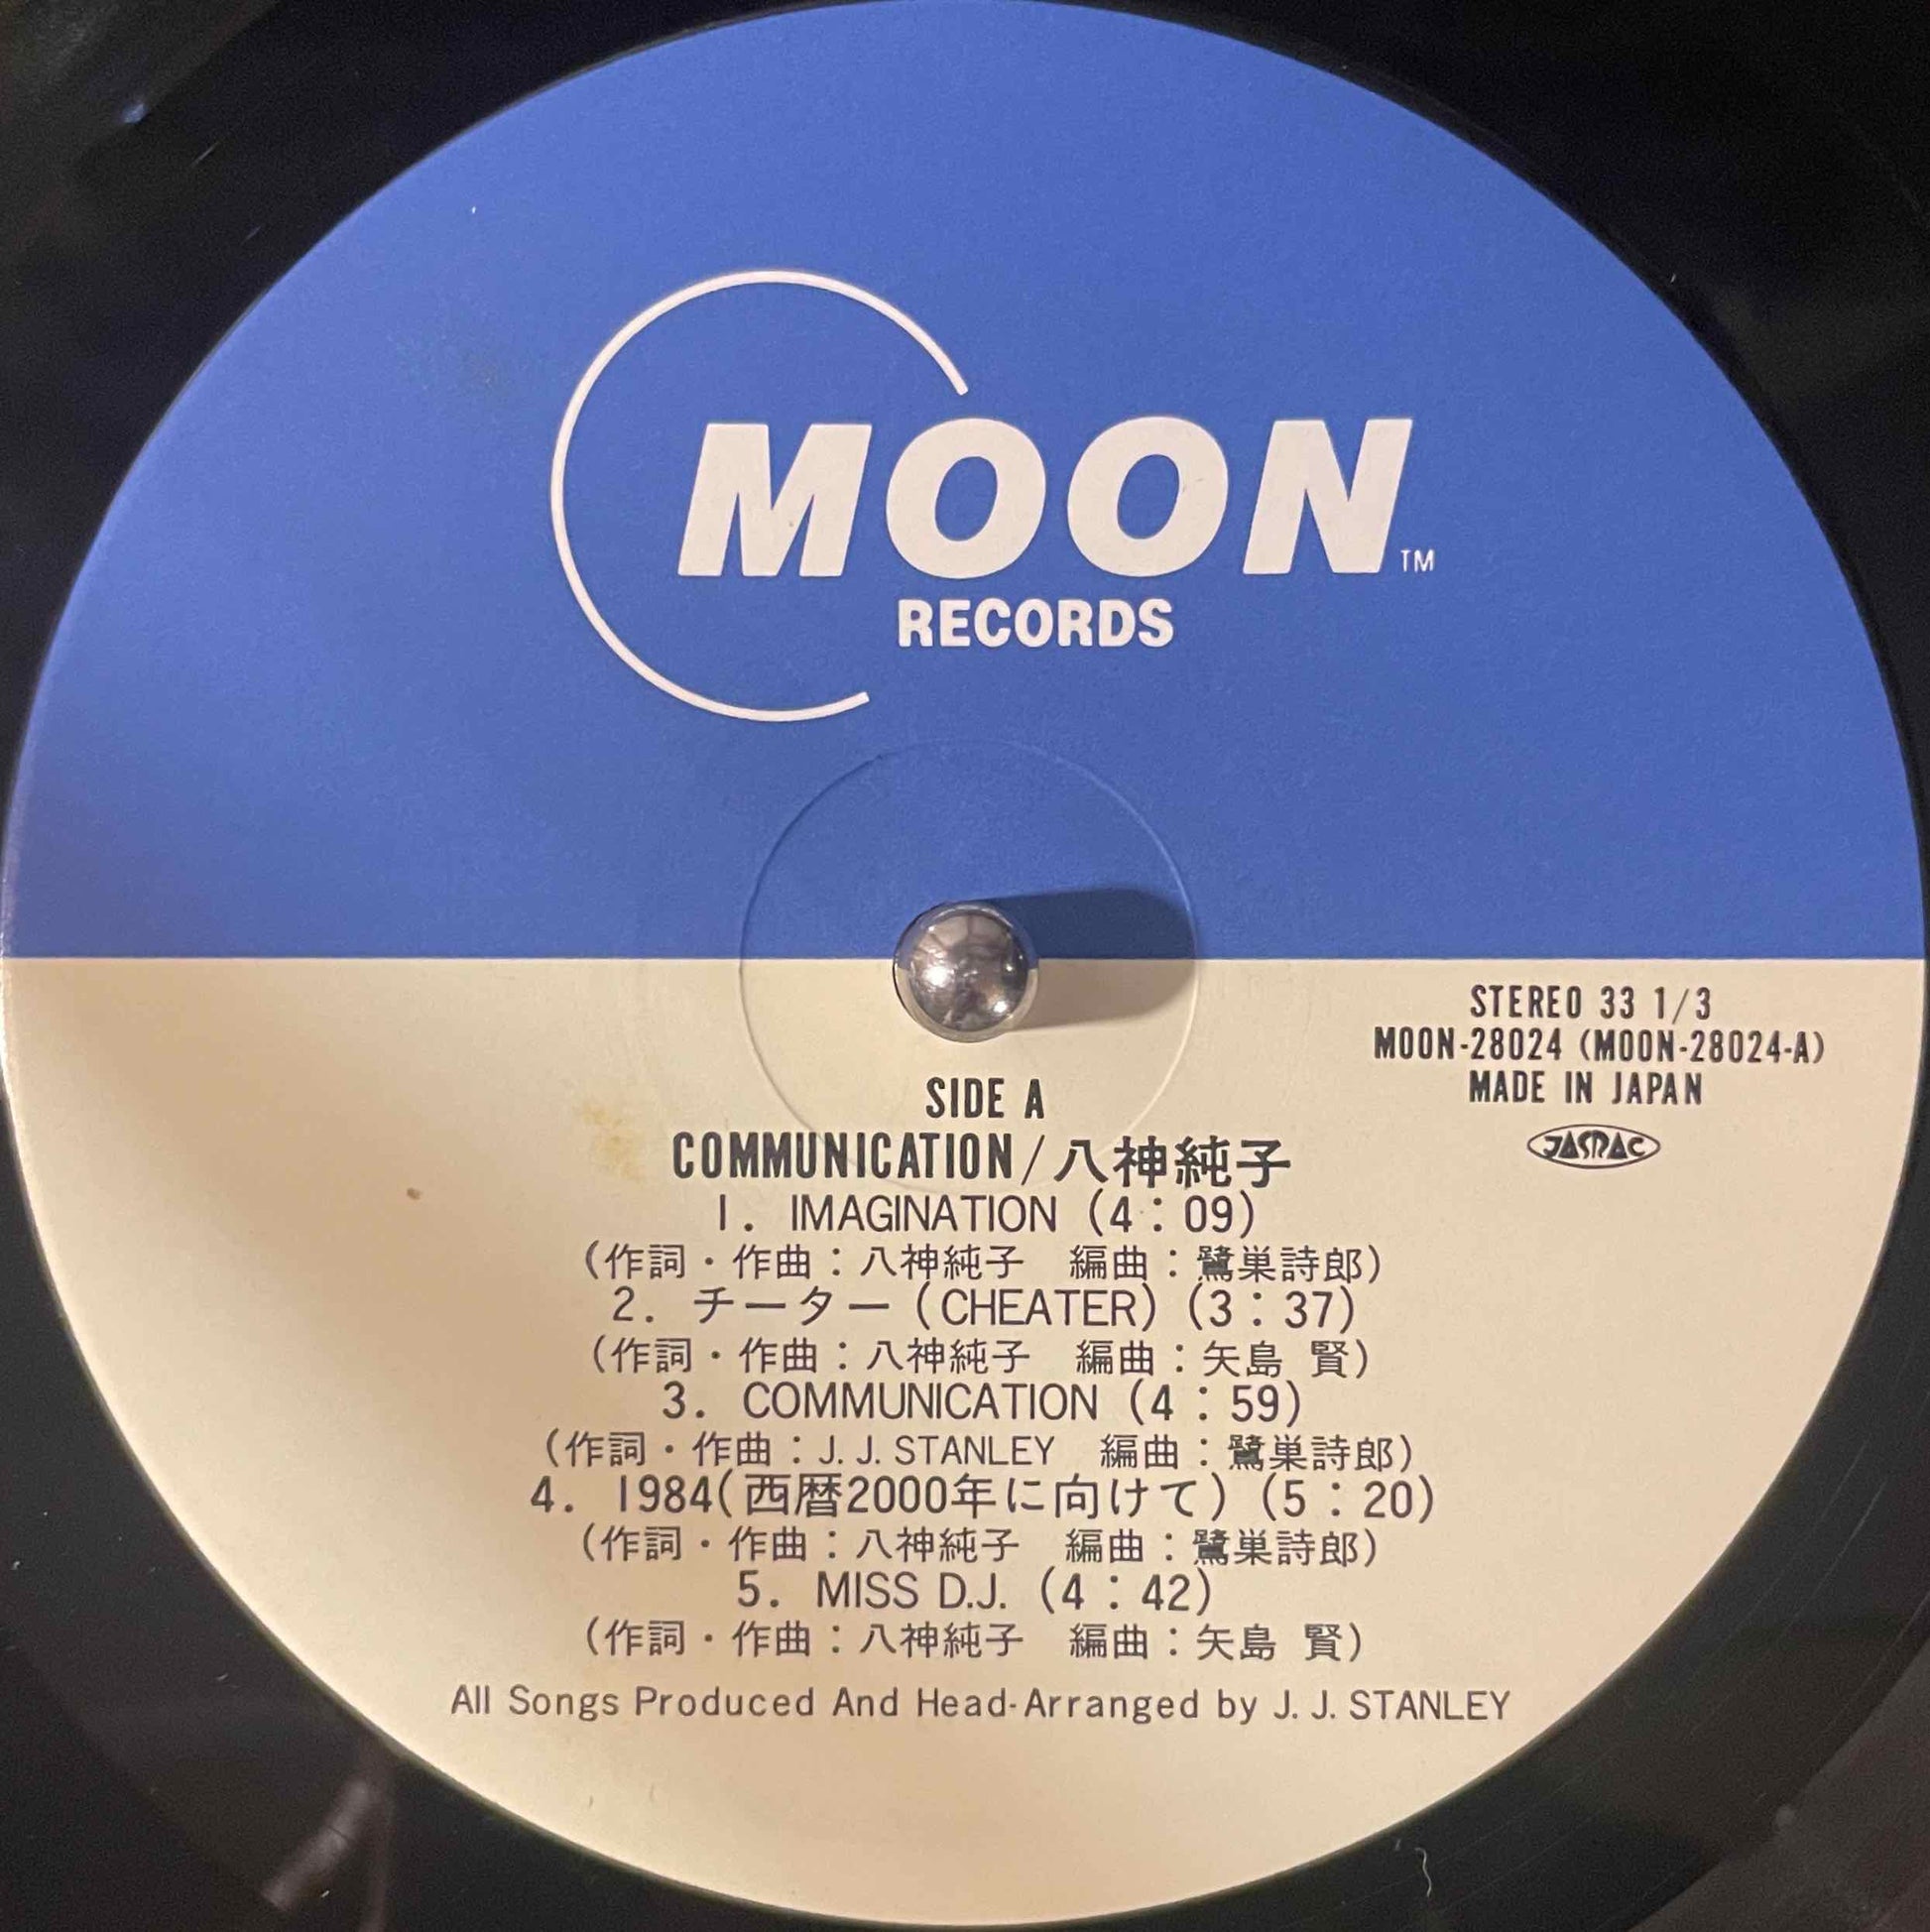 MOON TM
RECORDS
STEREO 33 1/3
MOON-28024 (MOON-28024-A)
MADE IN JAPAN
JASRAC
SIDE A
COMMUNICATION/八神純子
1. IMAGINATION (4:09)
(作詞・作曲:八神純子 編曲:鷺巣詩郎)
2. チーター(CHEATER)(3:37)
(作詞・作曲:八神純子 編曲:矢島 賢)
3. COMMUNICATION (4:59)
(作詞・作曲:J. J. STANLEY 編曲:鷺巣詩郎)
4. 1984(西暦2000年に向けて)(5:20)
(作詞・作曲:八神純子 編曲:鷺巣詩郎)
5. MISS D.J. (4:42)
(作詞・作曲:八神純子 編曲:矢島 賢)
All Songs Produced And Head-Arranged by J. J. STANLEY